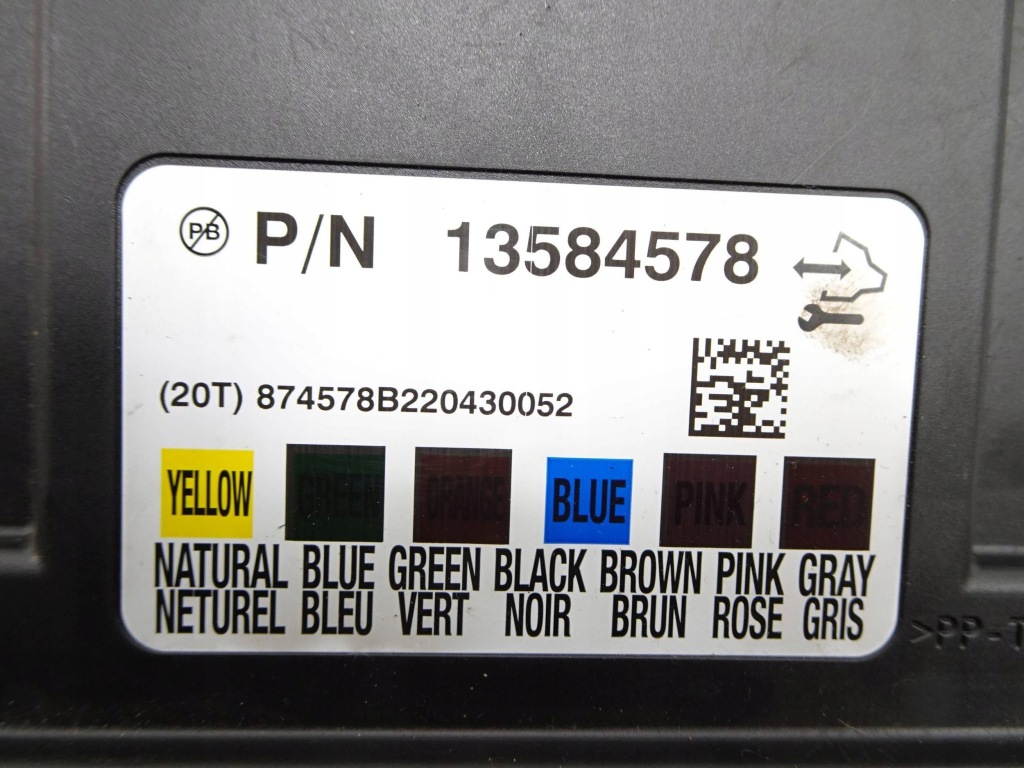 PB P/N 13584578
(20T) 874578B220430052
YELLOW GREEN ORANGE BLUE PINK RED
NATURAL BLUE GREEN BLACK BROWN PINK GRAY
NETUREL BLEU VERT NOIR BRUN ROSE GRIS
>PP-T